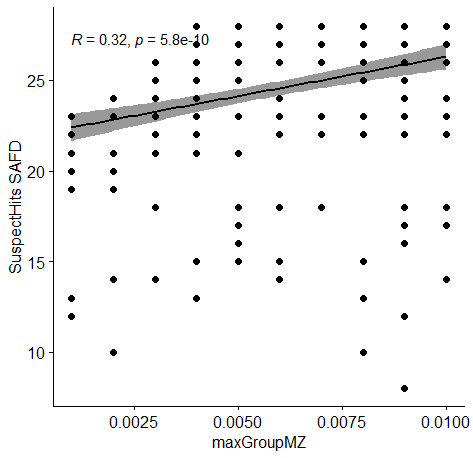 R = 0.32, p = 5.8e-10
25
20
15
10
SuspectHits SAFD
0.0025 0.0050 0.0075 0.0100
maxGroupMZ